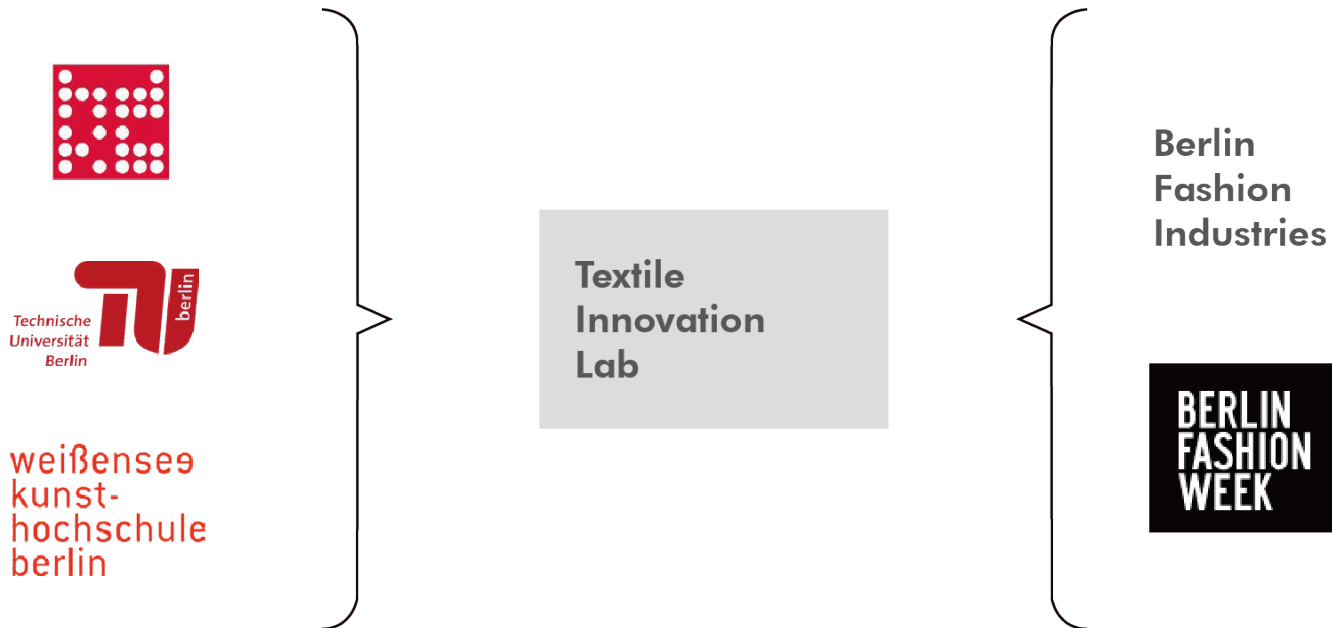 Technische
Universität
Berlin
berlin
weißensee
kunst-
hochschule
berlin
Textile
Innovation
Lab
Berlin
Fashion
Industries
BERLIN
FASHION
WEEK